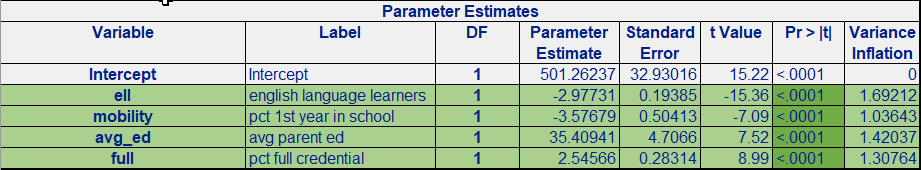 Parameter Estimates
Variable Label DF Parameter Estimate Standard Error t Value Pr > |t| Variance Inflation
Intercept Intercept 1 501.26237 32.93016 15.22 <.0001 0
ell english language learners 1 -2.97731 0.19385 -15.36 <.0001 1.69212
mobility pct 1st year in school 1 -3.57679 0.50413 -7.09 <.0001 1.03643
avg_ed avg parent ed 1 35.40941 4.7066 7.52 <.0001 1.42037
full pct full credential 1 2.54566 0.28314 8.99 <.0001 1.30764